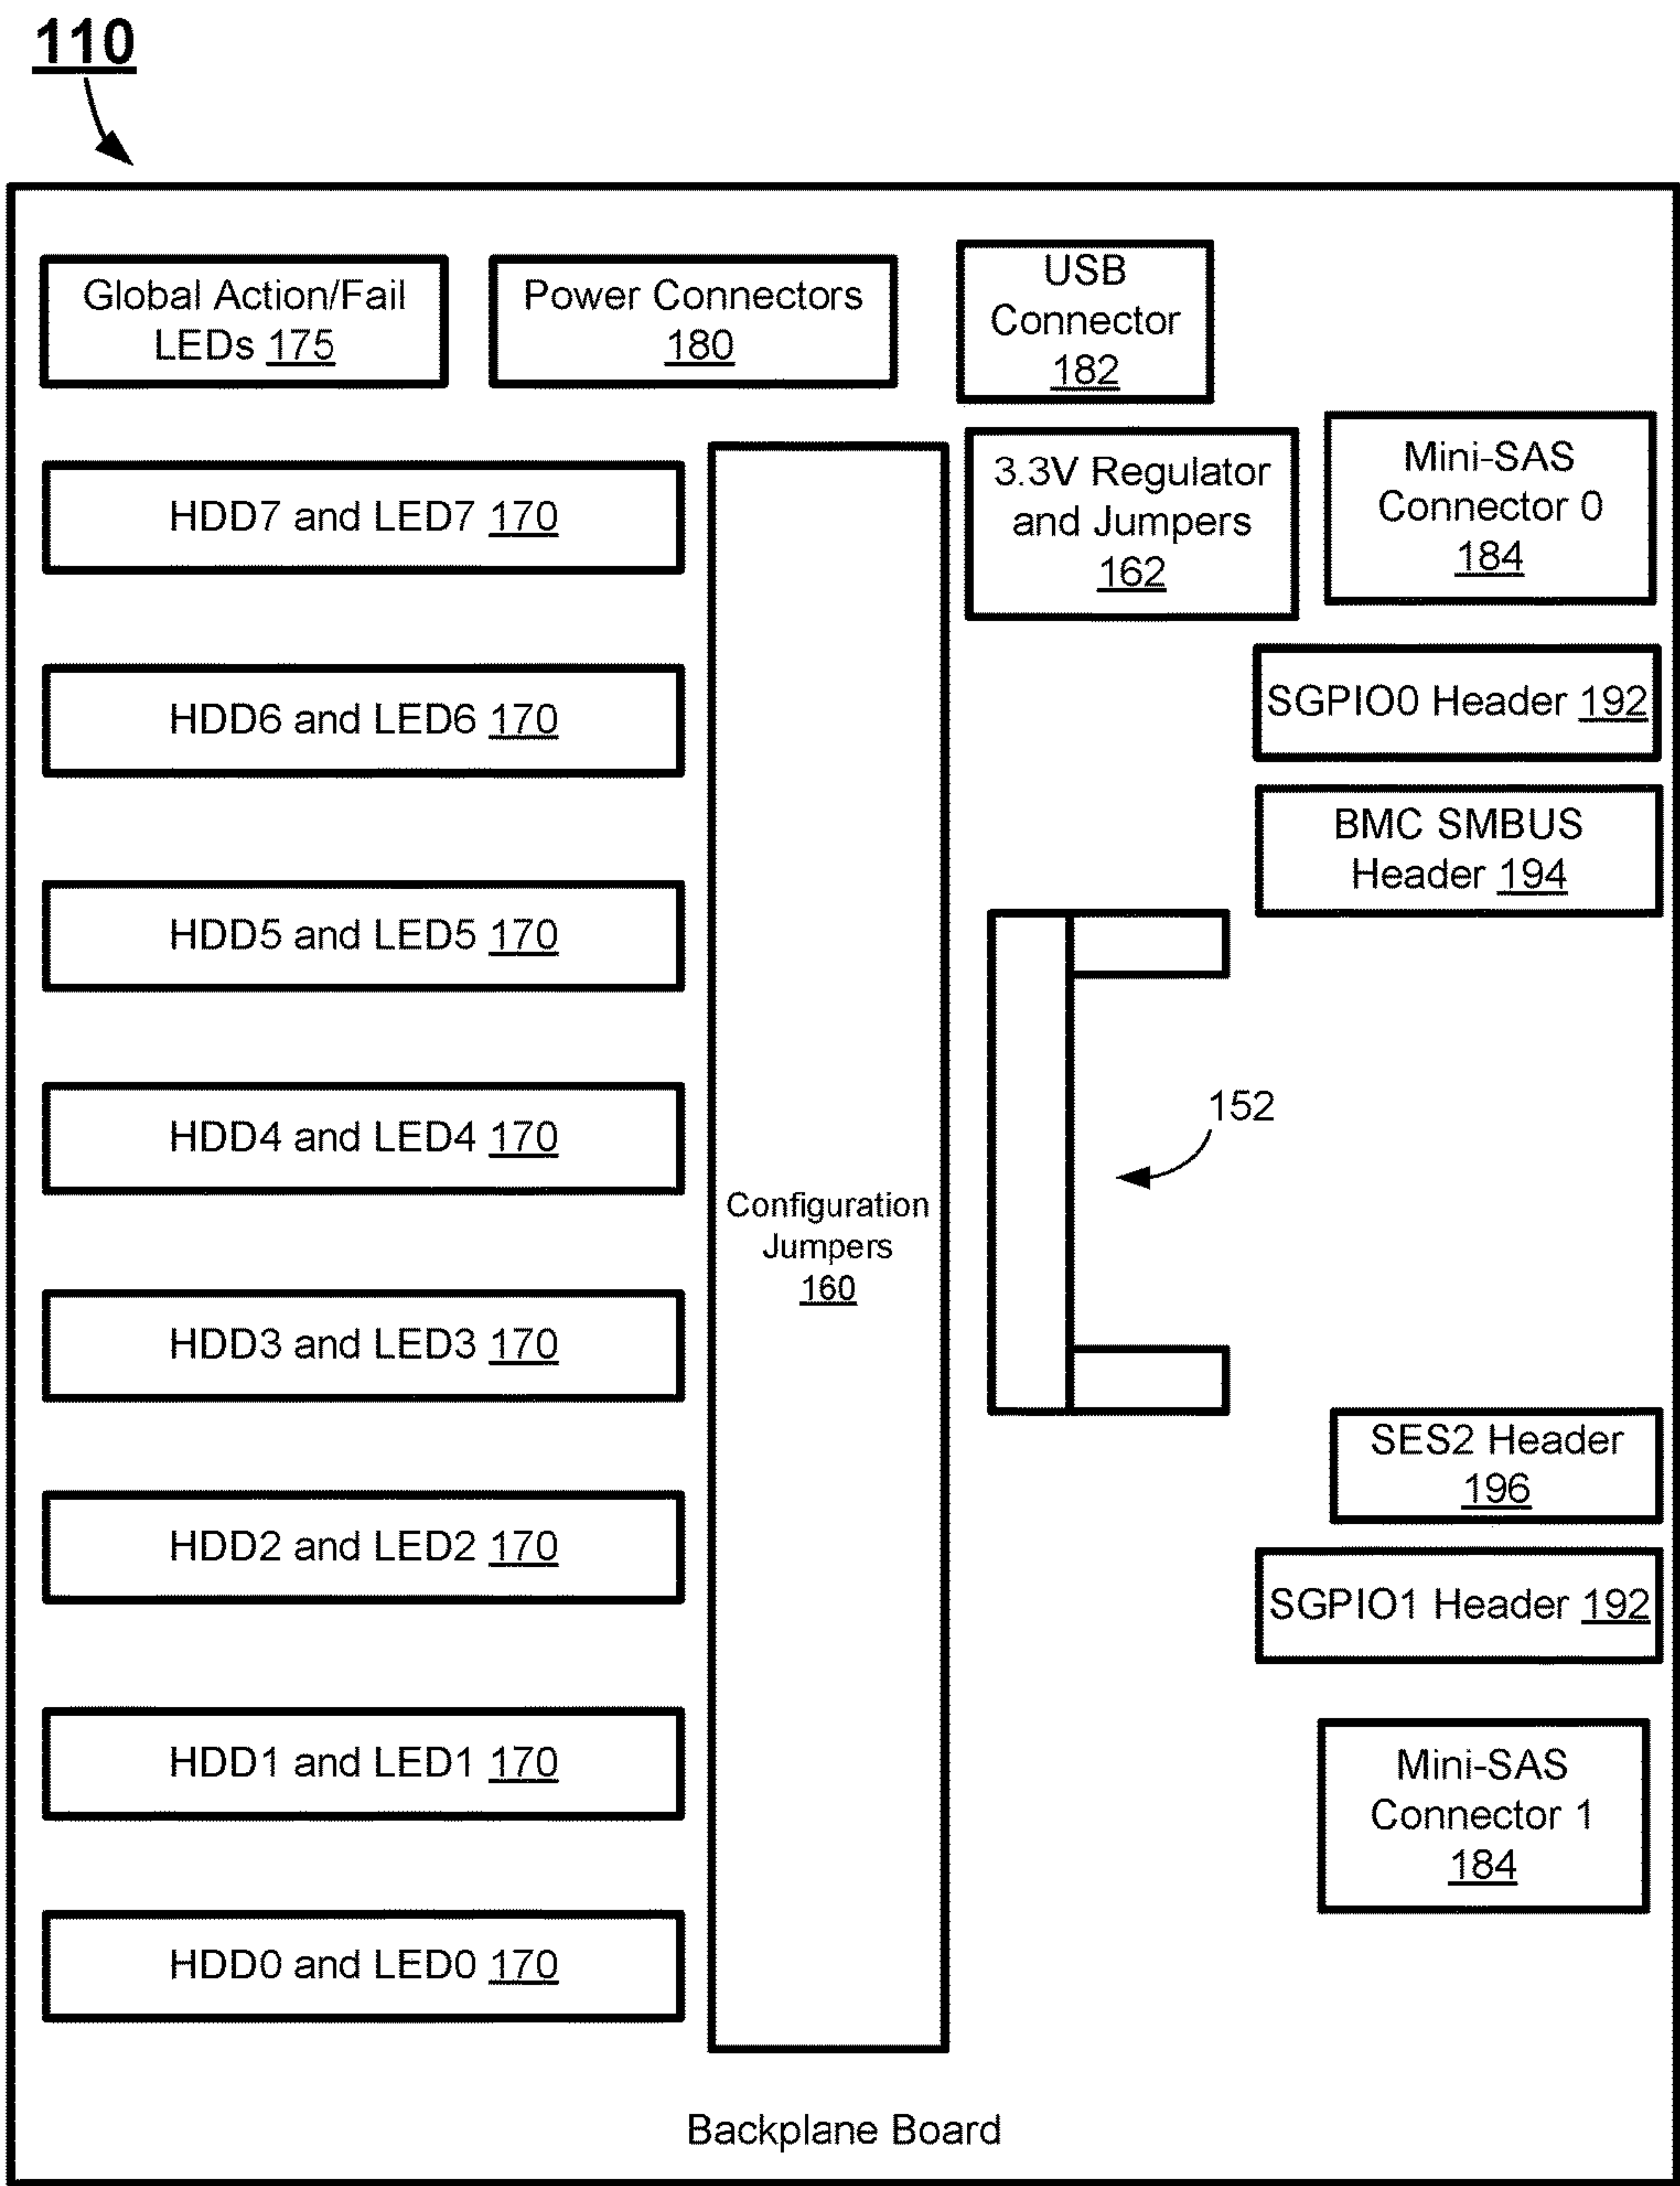 110
Global Action/Fail
LEDs 175
Power Connectors
180
USB
Connector
182
HDD7 and LED7 170
HDD6 and LED6 170
HDD5 and LED5 170
HDD4 and LED4 170
HDD3 and LED3 170
HDD2 and LED2 170
HDD1 and LED1 170
HDD0 and LED0 170
Configuration
Jumpers
160
3.3V Regulator
and Jumpers
162
Mini-SAS
Connector 0
184
SGPIO0 Header 192
BMC SMBUS
Header 194
152
SES2 Header
196
SGPIO1 Header 192
Mini-SAS
Connector 1
184
Backplane Board